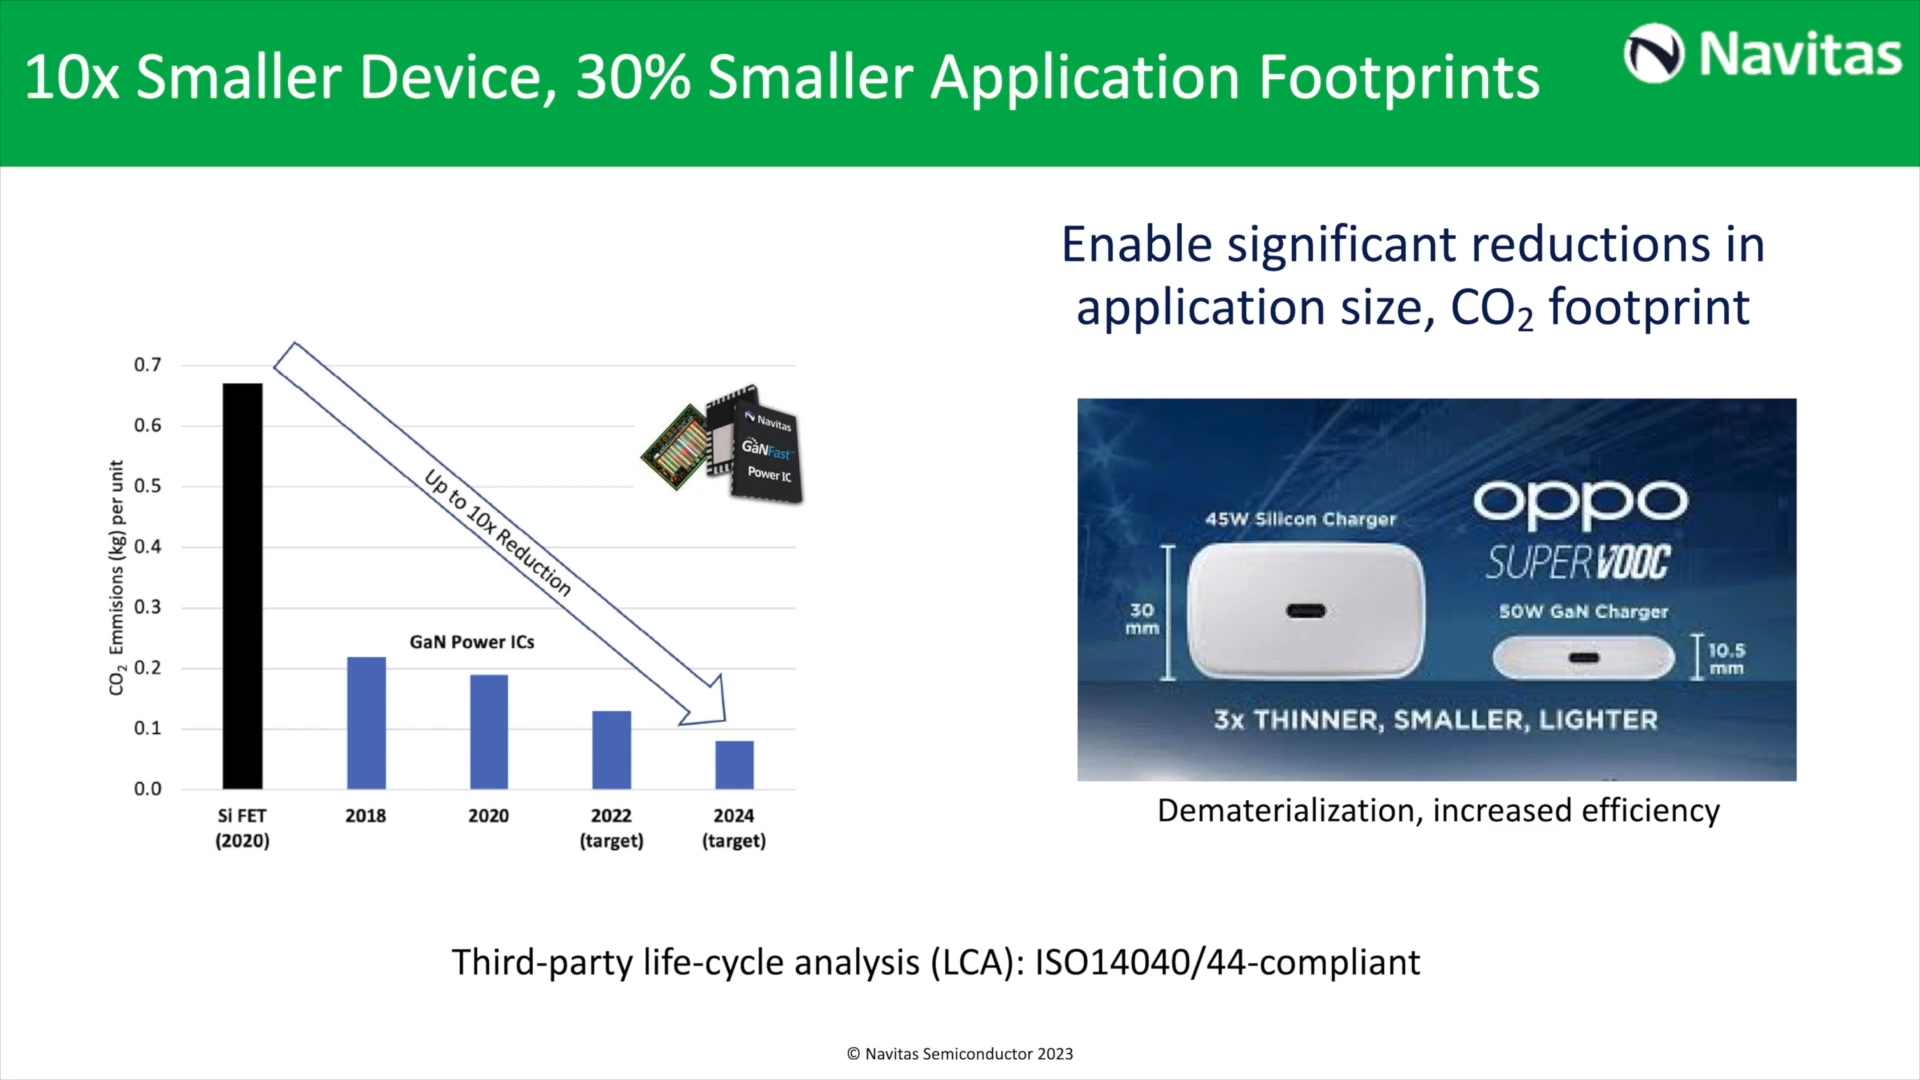 10x Smaller Device, 30% Smaller Application Footprints
Navitas
Enable significant reductions in
application size, CO₂ footprint
CO₂ Emmisions (kg) per unit
0.7
0.6
0.5
0.4
0.3
0.2
0.1
0.0
Up to 10x Reduction
GaN Power ICs
Navitas
GaNFast
Power IC
Si FET
(2020)
2018
2020
2022
(target)
2024
(target)
45W Silicon Charger
30
mm
oppo
SUPERVOOC
50W GaN Charger
10.5
mm
3x THINNER, SMALLER, LIGHTER
Dematerialization, increased efficiency
Third-party life-cycle analysis (LCA): ISO14040/44-compliant
© Navitas Semiconductor 2023